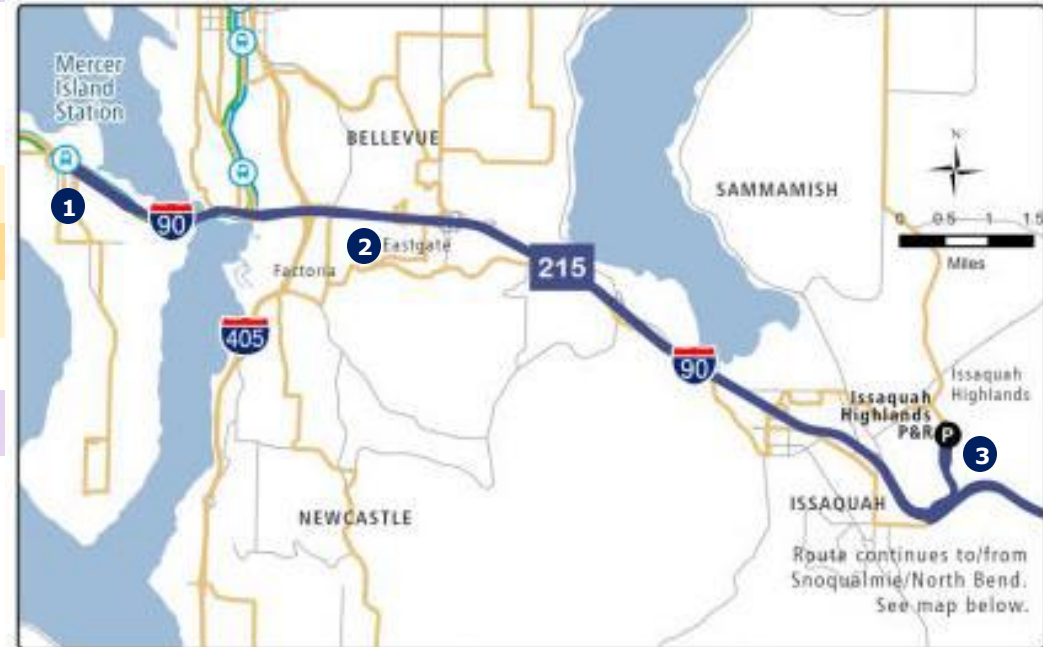 Mercer
Island
Station
BELLEVUE
N
SAMMAMISH
1
90
2
Eastgate
0 0.5 1 1.5
Miles
Factoria
215
405
90
Issaquah
Highlands
Issaquah
Highlands
P&R
P
3
NEWCASTLE
ISSAQUAH
Route continues to/from
Snoqualmie/North Bend.
See map below.